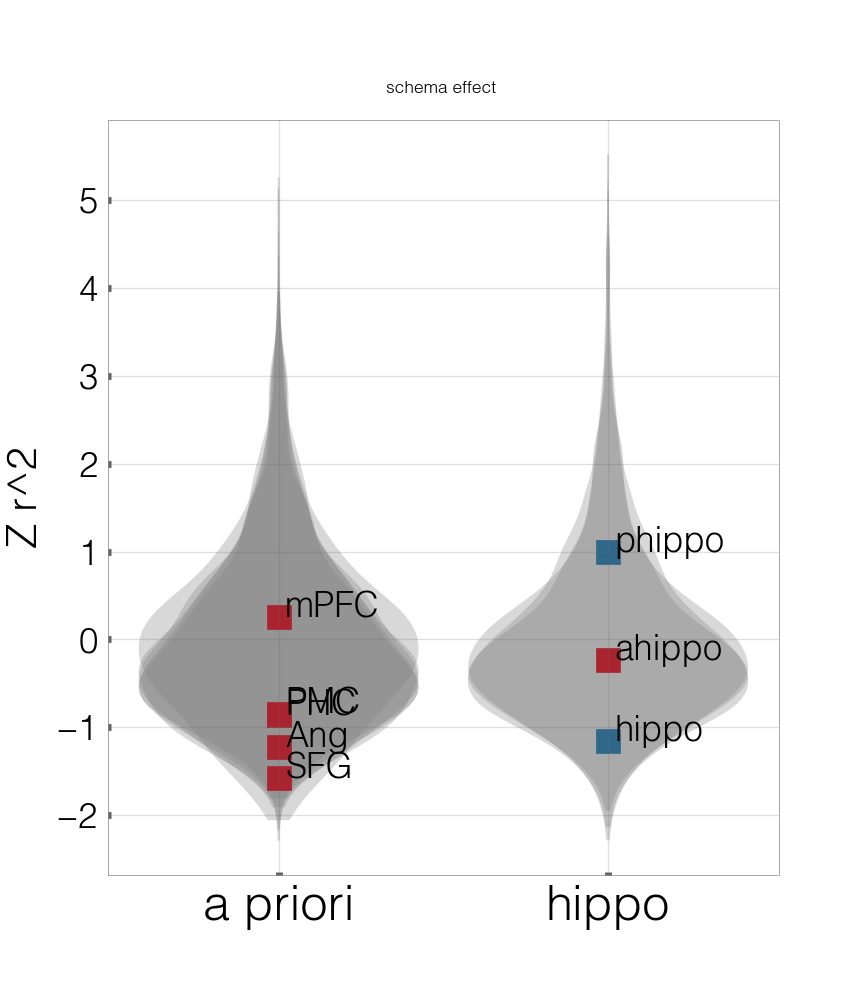 schema effect
Z r^2
5
4
3
2
1
0
−1
−2
mPFC
PMC
PHC
Ang
SFG
phippo
ahippo
hippo
a priori
hippo